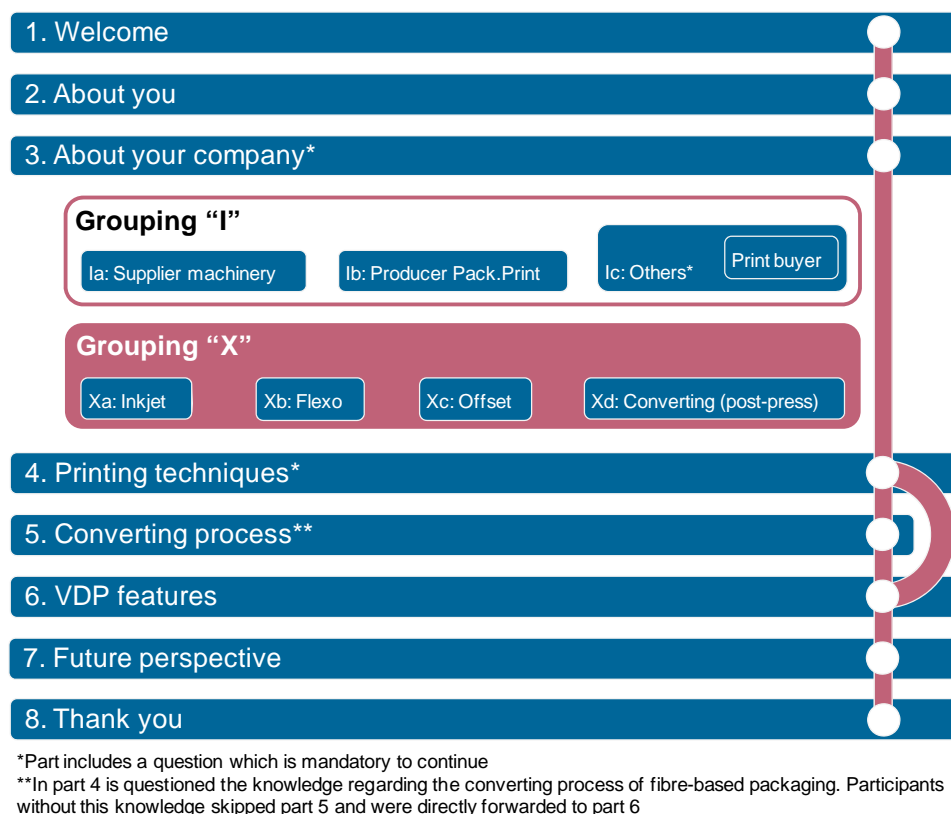 1. Welcome
2. About you
3. About your company*
Grouping “I”
Ia: Supplier machinery
Ib: Producer Pack.Print
Ic: Others*
Print buyer
Grouping “X”
Xa: Inkjet
Xb: Flexo
Xc: Offset
Xd: Converting (post-press)
4. Printing techniques*
5. Converting process**
6. VDP features
7. Future perspective
8. Thank you
*Part includes a question which is mandatory to continue
**In part 4 is questioned the knowledge regarding the converting process of fibre-based packaging. Participants
without this knowledge skipped part 5 and were directly forwarded to part 6